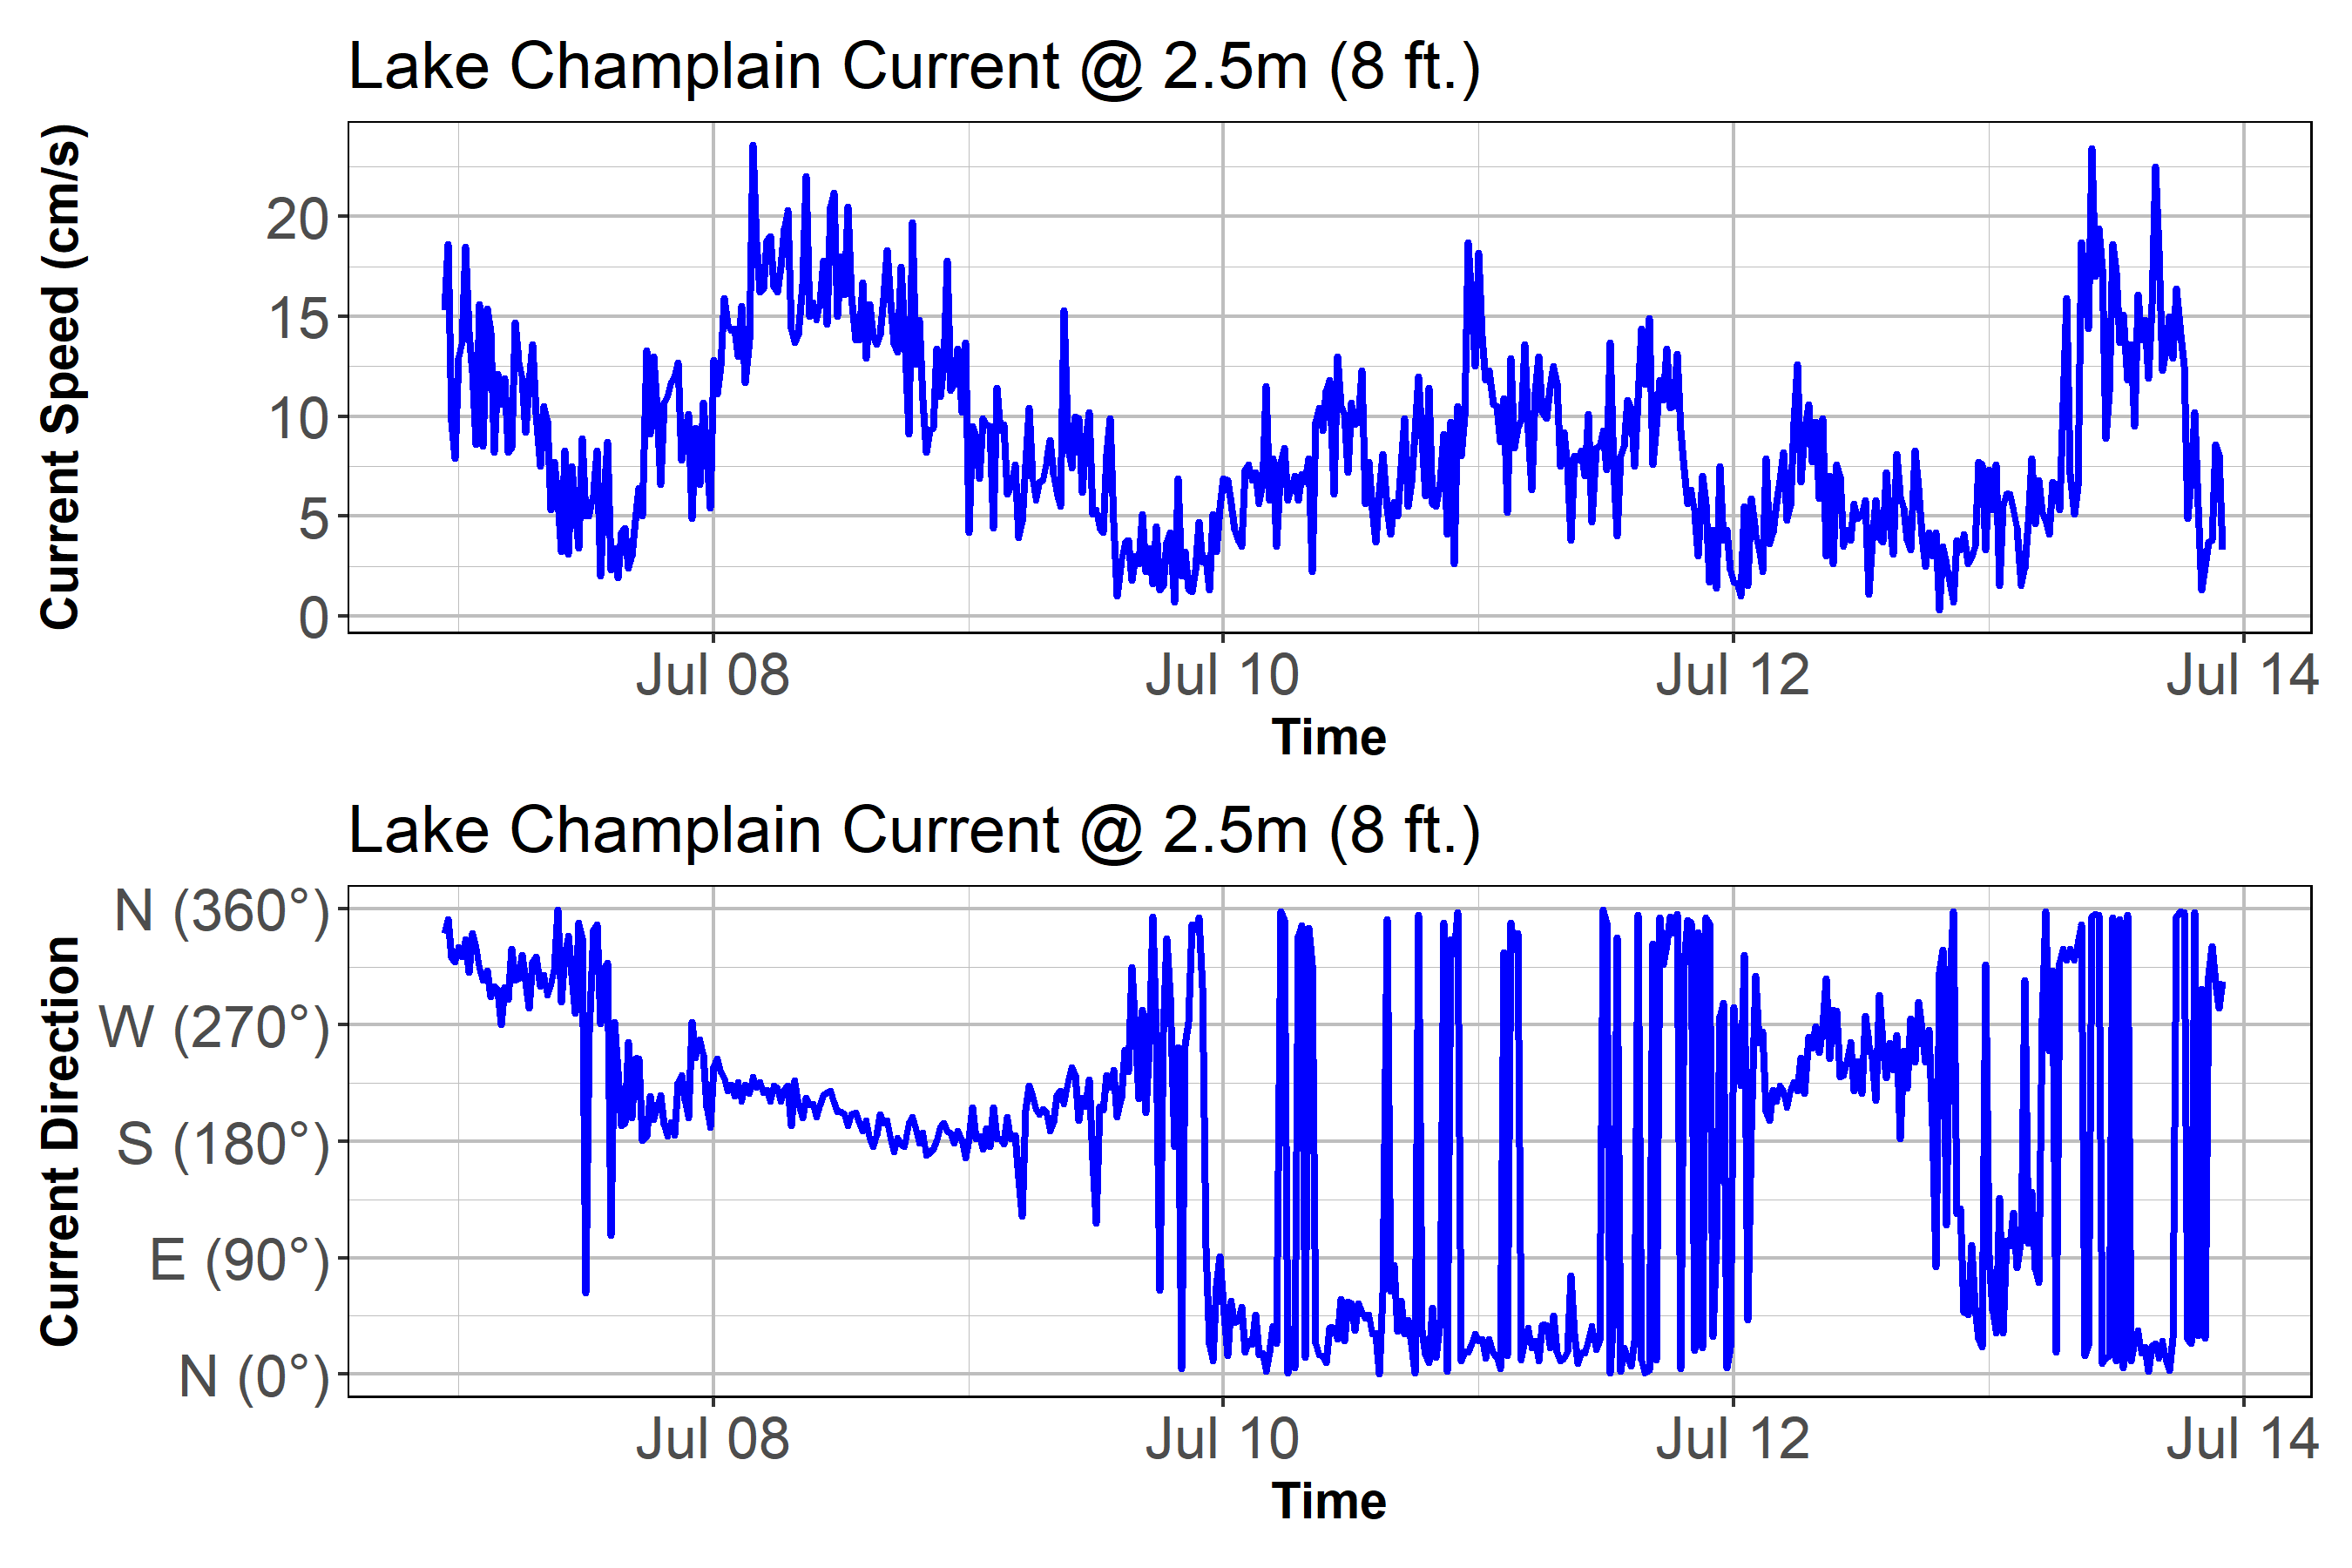 Lake Champlain Current @ 2.5m (8 ft.)
Current Speed (cm/s)
20
15
10
5
0
Jul 08 Jul 10 Jul 12 Jul 14
Time
Lake Champlain Current @ 2.5m (8 ft.)
Current Direction
N (360°)
W (270°)
S (180°)
E (90°)
N (0°)
Jul 08 Jul 10 Jul 12 Jul 14
Time